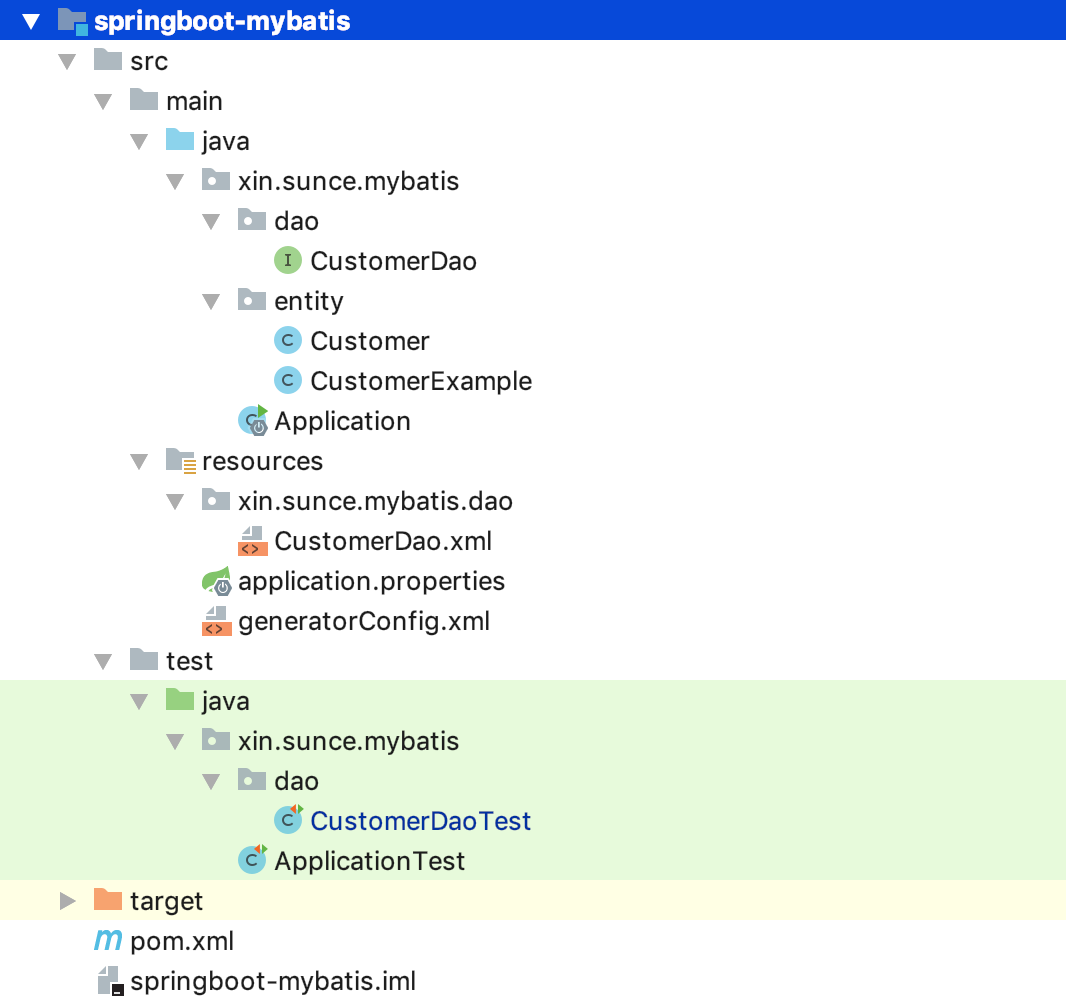 springboot-mybatis
src
main
java
xin.sunce.mybatis
dao
I CustomerDao
entity
C Customer
C CustomerExample
C Application
resources
xin.sunce.mybatis.dao
<> CustomerDao.xml
application.properties
<> generatorConfig.xml
test
java
xin.sunce.mybatis
dao
C CustomerDaoTest
C ApplicationTest
target
m pom.xml
springboot-mybatis.iml